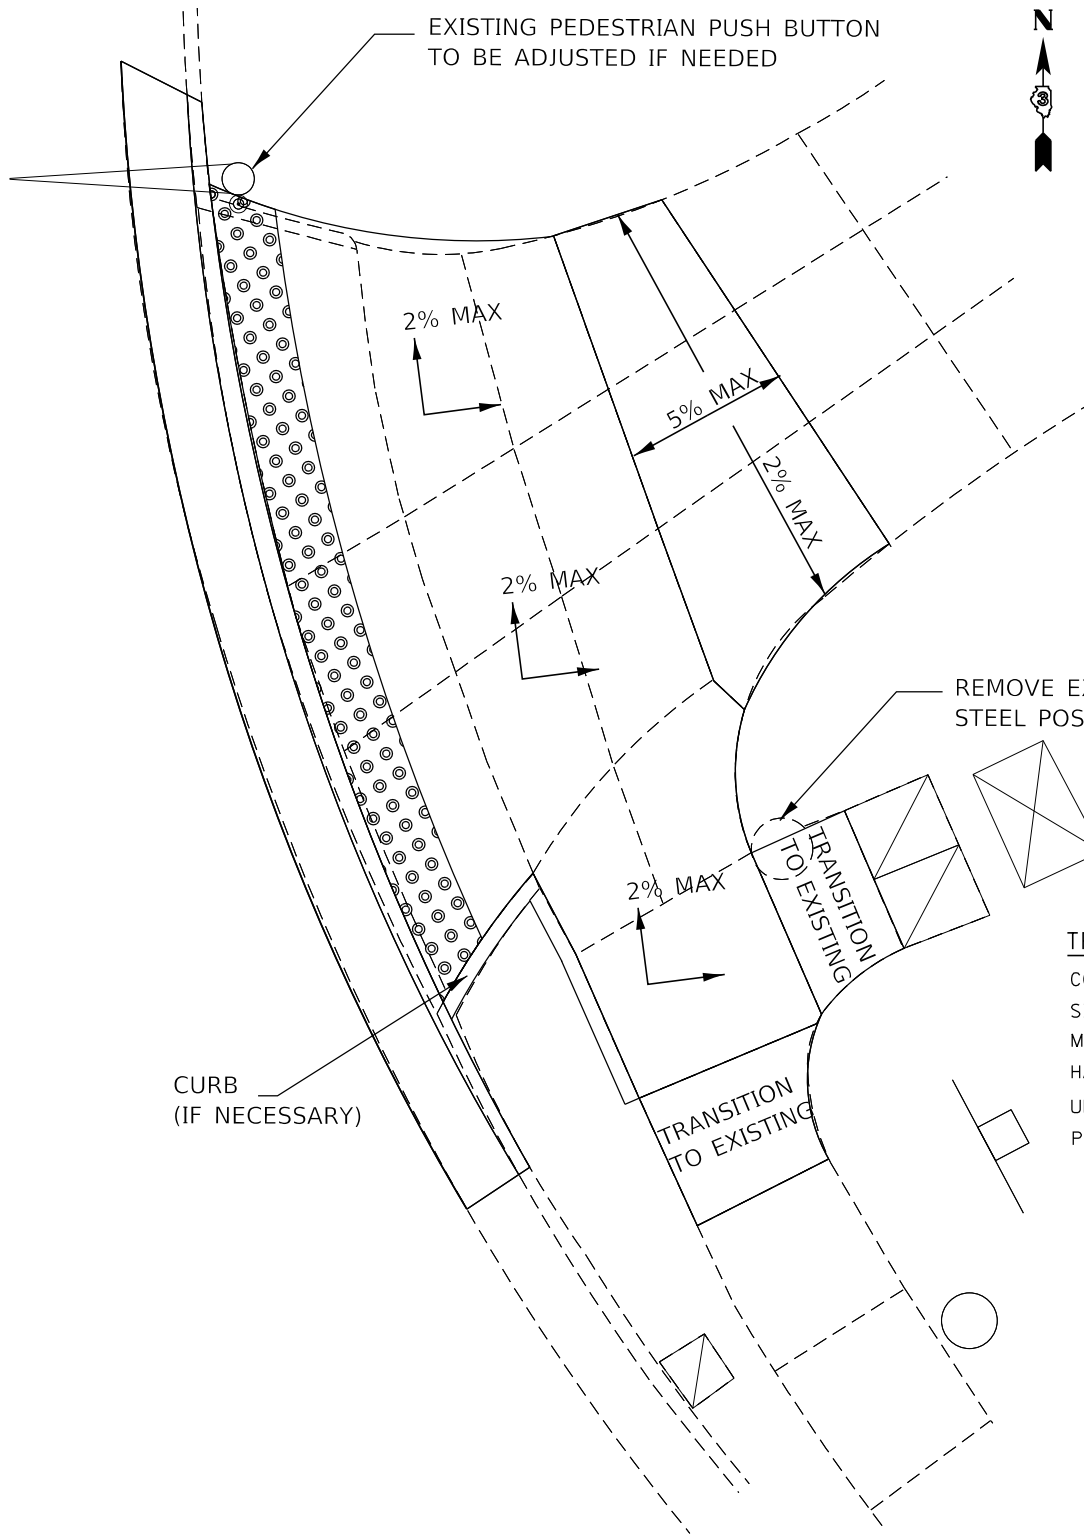 EXISTING PEDESTRIAN PUSH BUTTON
TO BE ADJUSTED IF NEEDED
N
3
2% MAX
5% MAX
2% MAX
2% MAX
REMOVE
STEEL
2% MAX
TRANSITION
TO EXISTING
CURB
(IF NECESSARY)
TRANSITION
TO EXISTING